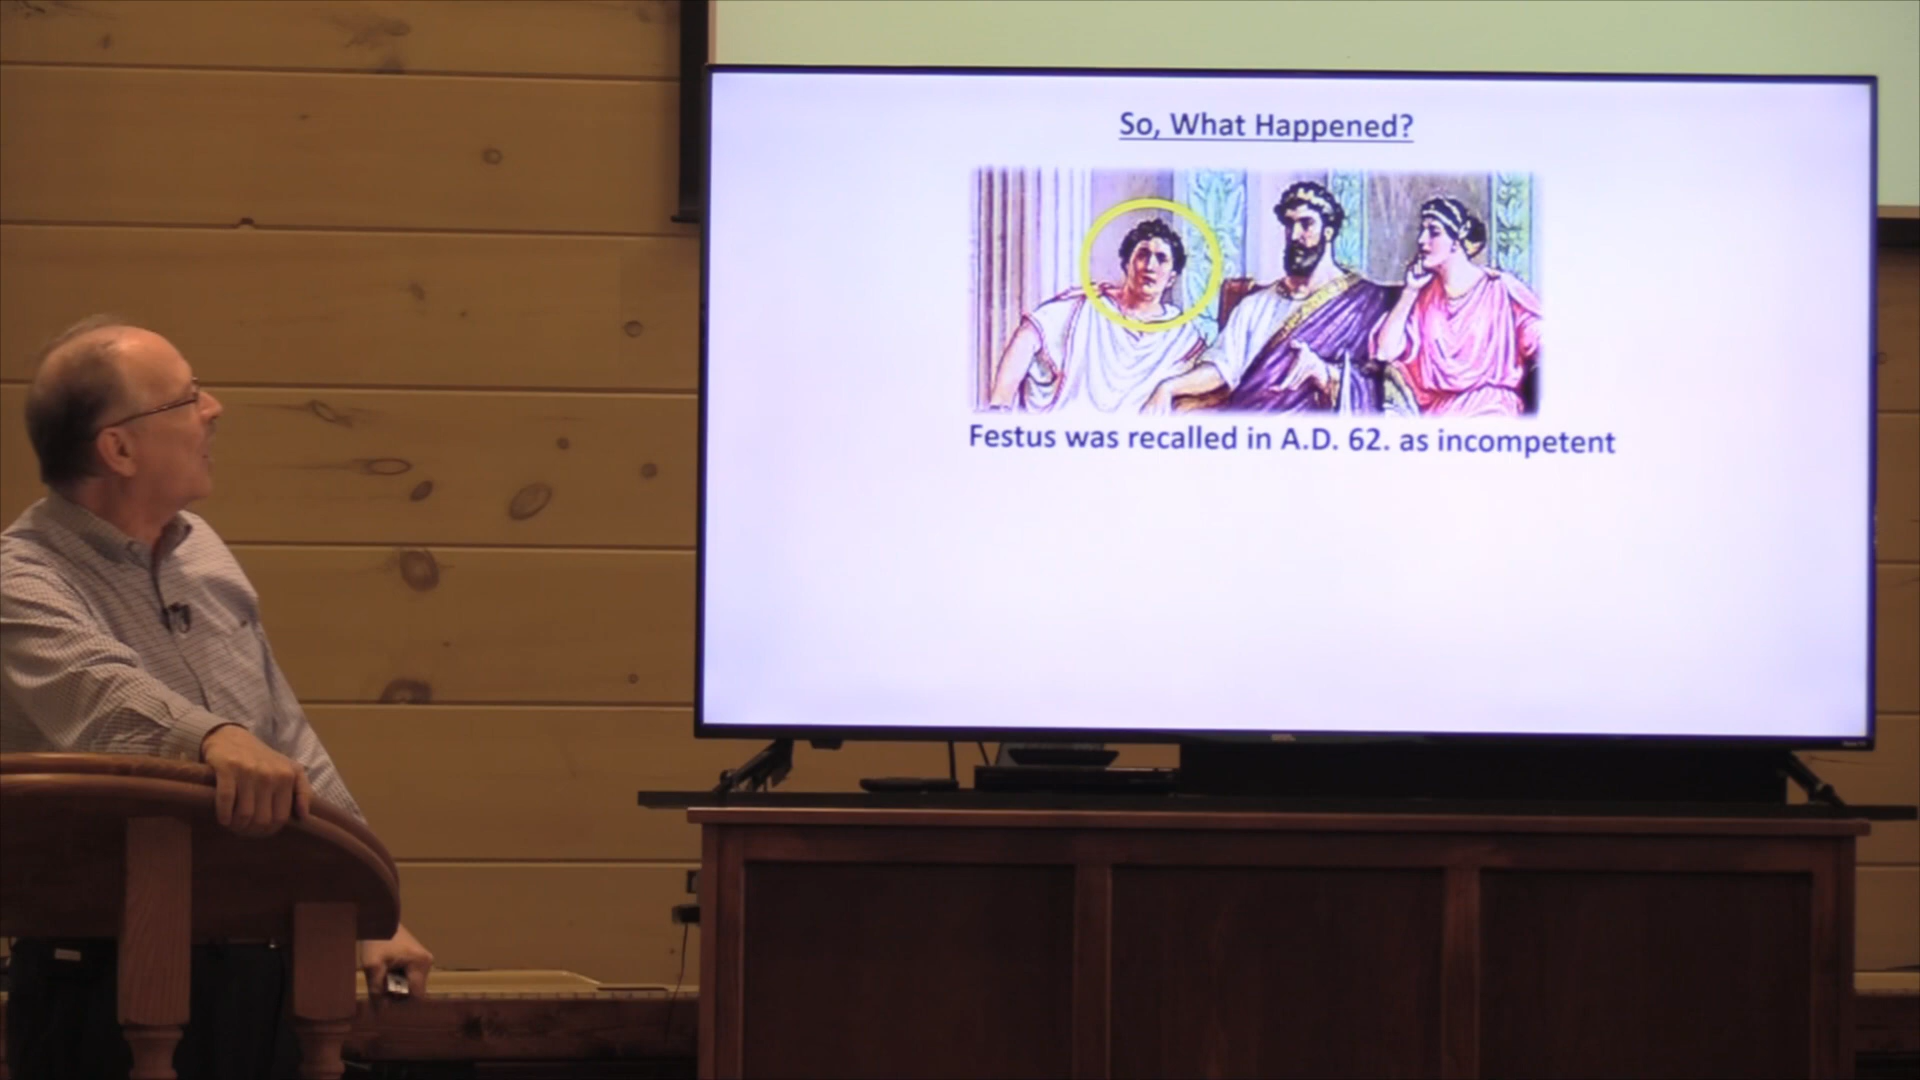 So, What Happened?
Festus was recalled in A.D. 62. as incompetent